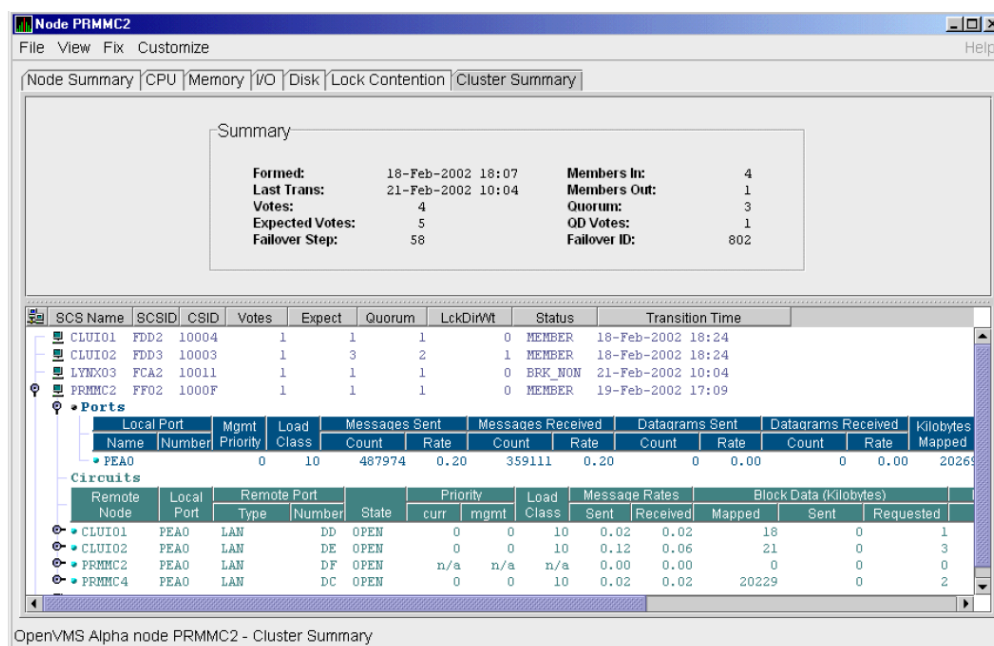 Node PRMMC2
File View Fix Customize Help
Node Summary CPU Memory I/O Disk Lock Contention Cluster Summary
Summary
Formed: 18-Feb-2002 18:07 Members In: 4
Last Trans: 21-Feb-2002 10:04 Members Out: 1
Votes: 4 Quorum: 3
Expected Votes: 5 QD Votes: 1
Failover Step: 58 Failover ID: 802
SCS Name SCSID CSID Votes Expect Quorum LckDirWt Status Transition Time
CLUI01 FDD2 10004 1 1 1 0 MEMBER 18-Feb-2002 18:24
CLUI02 FDD3 10003 1 3 2 1 MEMBER 18-Feb-2002 18:24
LYNX03 FCA2 10011 1 1 1 0 BRK_NON 21-Feb-2002 10:04
PRMMC2 FF02 1000F 1 1 1 0 MEMBER 19-Feb-2002 17:09
Ports
Local Port Mgmt Load Messages Sent Messages Received Datagrams Sent Datagrams Received Kilobytes
Name Number Priority Class Count Rate Count Rate Count Rate Count Rate Mapped
PEA0 0 10 487974 0.20 359111 0.20 0 0.00 0 0.00 20269
Circuits
Remote Local Remote Port Priority Load Message Rates Block Data (Kilobytes)
Node Port Type Number State curr mgmt Class Sent Received Mapped Sent Requested
CLUI01 PEA0 LAN DD OPEN 0 0 10 0.02 0.02 18 0 1
CLUI02 PEA0 LAN DE OPEN 0 0 10 0.12 0.06 21 0 3
PRMMC2 PEA0 LAN DF OPEN n/a n/a n/a 0.00 0.00 0 0 0
PRMMC4 PEA0 LAN DC OPEN 0 0 10 0.02 0.02 20229 0 2
OpenVMS Alpha node PRMMC2 - Cluster Summary